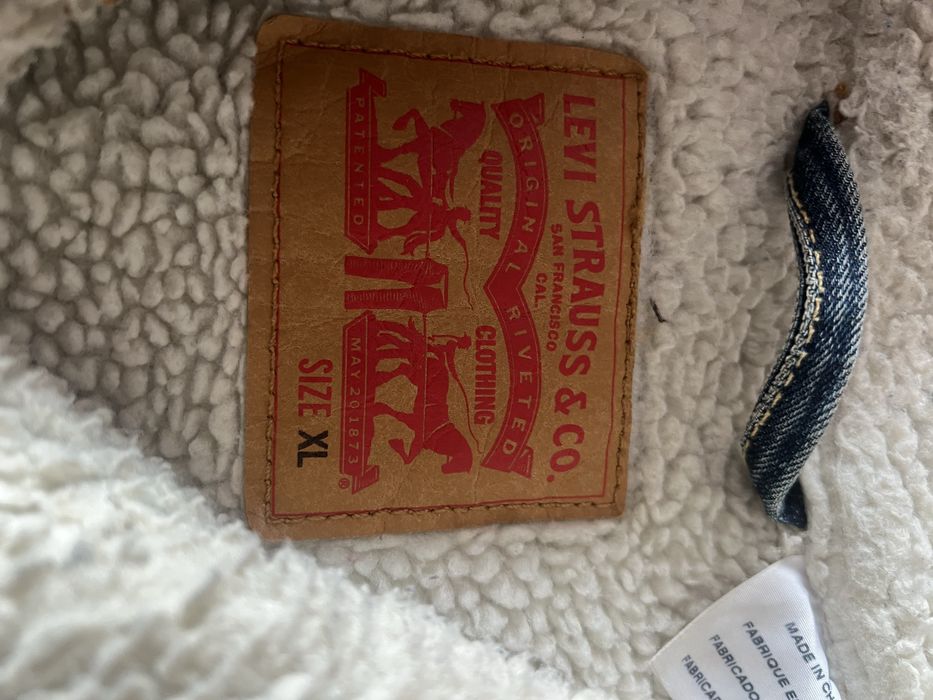 LEVI STRAUSS & CO.
SAN FRANCISCO
CAL.
ORIGINAL RIVETED
QUALITY CLOTHING
PATENTED
MAY 20 1873
®
SIZE XL
MADE IN CH
FABRIQUE E
FABRICADO
FABRICAD